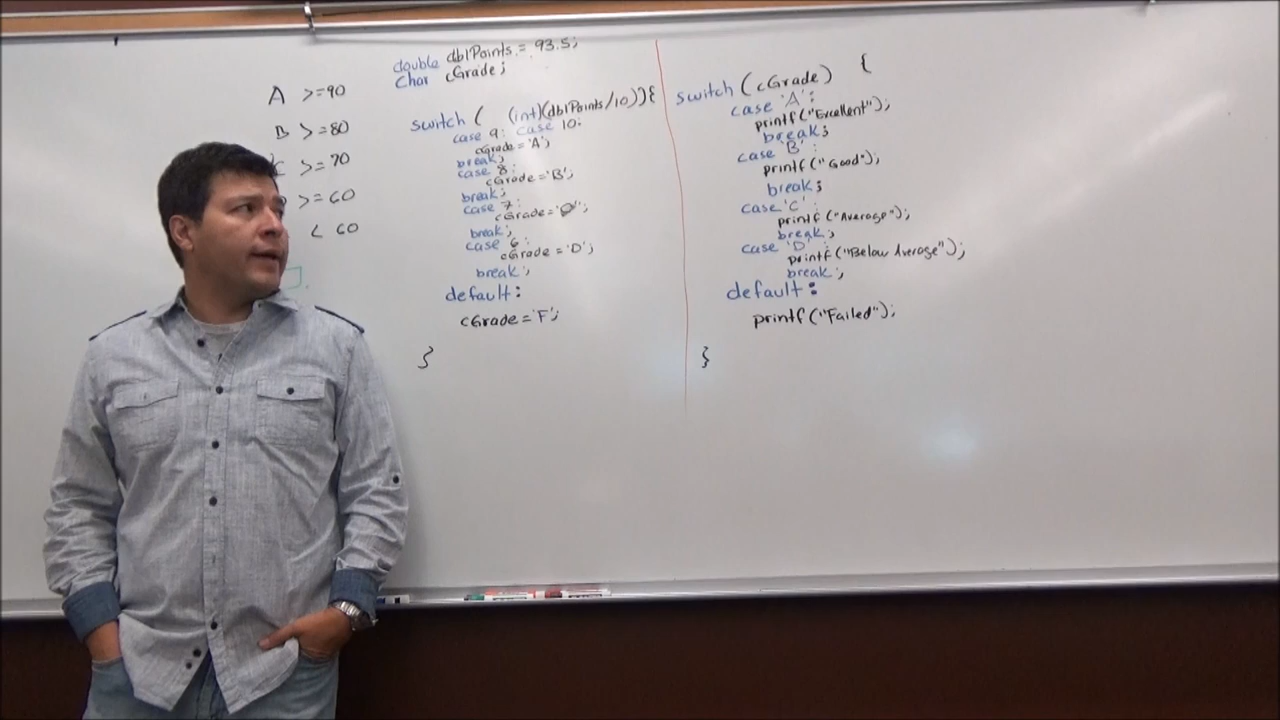 A >=90
B >=80
>=70
>=60
< 60
double dblPoints = 93.5;
Char cGrade;
switch ( (int)(dblPoints/10)){
case 9: case 10:
cGrade='A';
break;
case 8:
cGrade='B';
break;
case 7:
cGrade=
break;
case 6:
cGrade='D';
break;
default:
cGrade='F';
}
switch (cGrade) {
case 'A':
printf("Excellent");
break;
case 'B':
printf("Good");
break;
case 'C':
printf("Average");
break;
case 'D':
printf("Below Average");
break;
default:
printf("Failed");
}